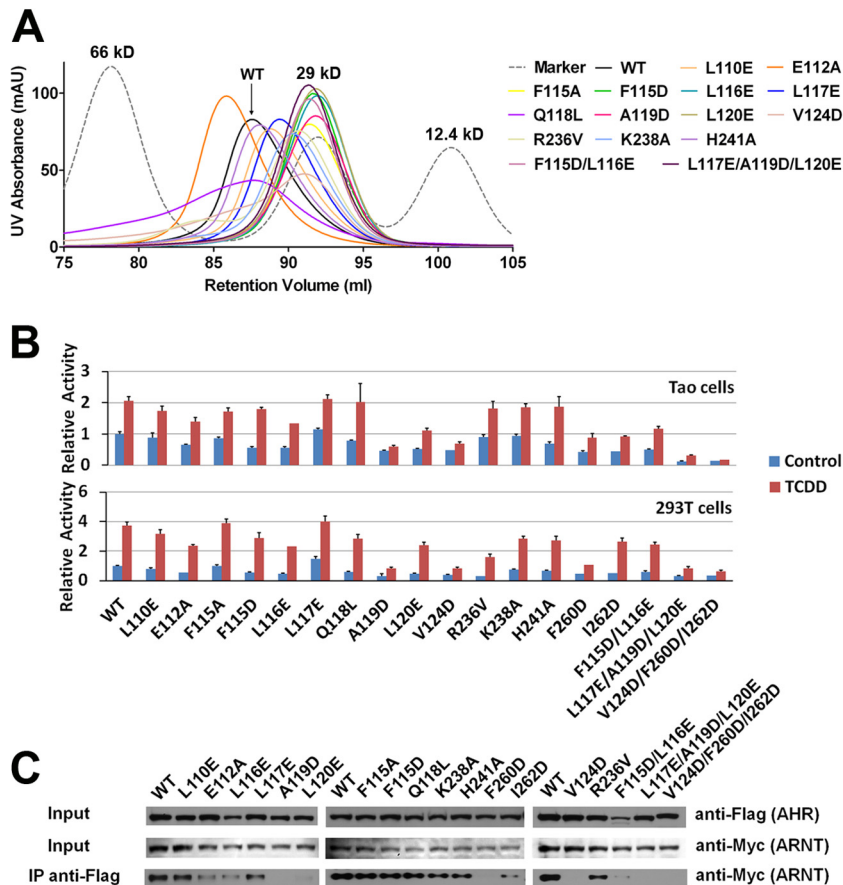 A
66 kD
WT
29 kD
12.4 kD
UV Absorbance (mAU)
100
50
0
75 80 85 90 95 100 105
Retention Volume (ml)
Marker WT L110E E112A
F115A F115D L116E L117E
Q118L A119D L120E V124D
R236V K238A H241A
F115D/L116E L117E/A119D/L120E
B
Relative Activity
3
2
1
0
Tao cells
Control
TCDD
Relative Activity
6
4
2
0
293T cells
WT L110E E112A F115A F115D L116E L117E Q118L A119D L120E V124D R236V K238A H241A F260D I262D F115D/L116E L117E/A119D/L120E V124D/F260D/I262D
C
WT L110E E112A L116E L117E A119D L120E WT F115A F115D Q118L K238A H241A F260D I262D WT V124D R236V F115D/L116E L117E/A119D/L120E V124D/F260D/I262D
Input anti-Flag (AHR)
Input anti-Myc (ARNT)
IP anti-Flag anti-Myc (ARNT)